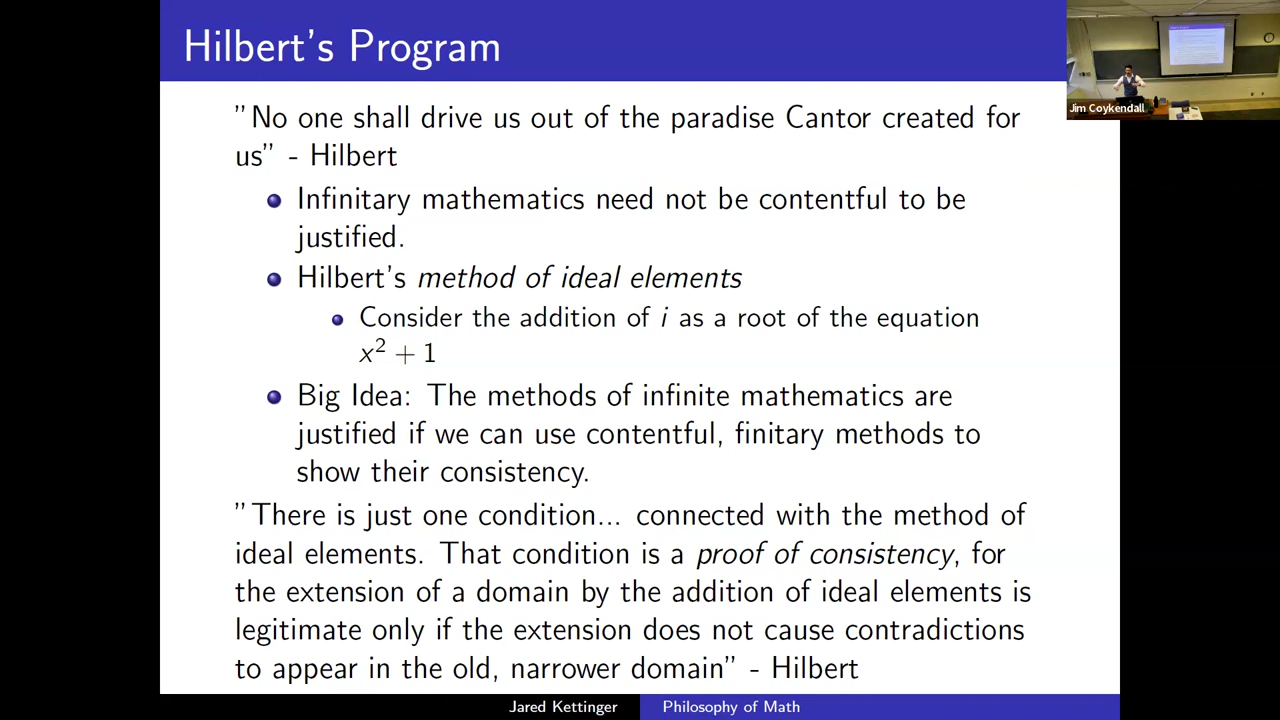 Hilbert's Program
"No one shall drive us out of the paradise Cantor created for
us" - Hilbert
Infinitary mathematics need not be contentful to be
justified.
Hilbert's method of ideal elements
Consider the addition of i as a root of the equation
x² + 1
Big Idea: The methods of infinite mathematics are
justified if we can use contentful, finitary methods to
show their consistency.
"There is just one condition... connected with the method of
ideal elements. That condition is a proof of consistency, for
the extension of a domain by the addition of ideal elements is
legitimate only if the extension does not cause contradictions
to appear in the old, narrower domain" - Hilbert
Jared Kettinger
Philosophy of Math
Jim Coykendall